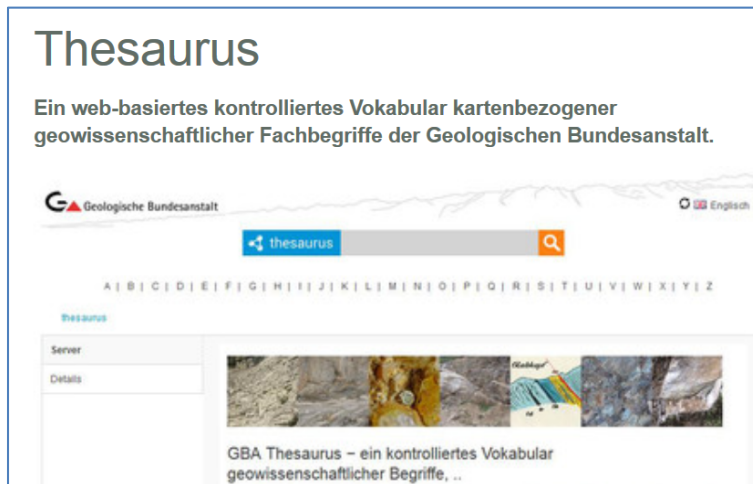 Thesaurus
Ein web-basiertes kontrolliertes Vokabular kartenbezogener
geowissenschaftlicher Fachbegriffe der Geologischen Bundesanstalt.
GA Geologische Bundesanstalt
Englisch
thesaurus
A | B | C | D | E | F | G | H | I | J | K | L | M | N | O | P | Q | R | S | T | U | V | W | X | Y | Z
thesaurus
Server
Details
GBA Thesaurus – ein kontrolliertes Vokabular
geowissenschaftlicher Begriffe, ..